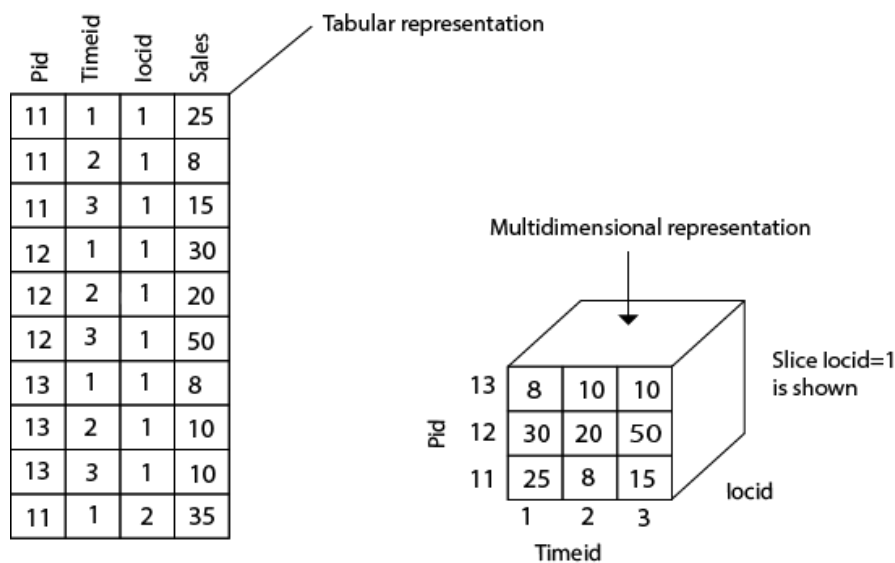 Tabular representation
Pid Timeid locid Sales
11 1 1 25
11 2 1 8
11 3 1 15
12 1 1 30
12 2 1 20
12 3 1 50
13 1 1 8
13 2 1 10
13 3 1 10
11 1 2 35
Multidimensional representation
Slice locid=1
is shown
13 8 10 10
12 30 20 50
11 25 8 15
Pid
1 2 3
Timeid
locid